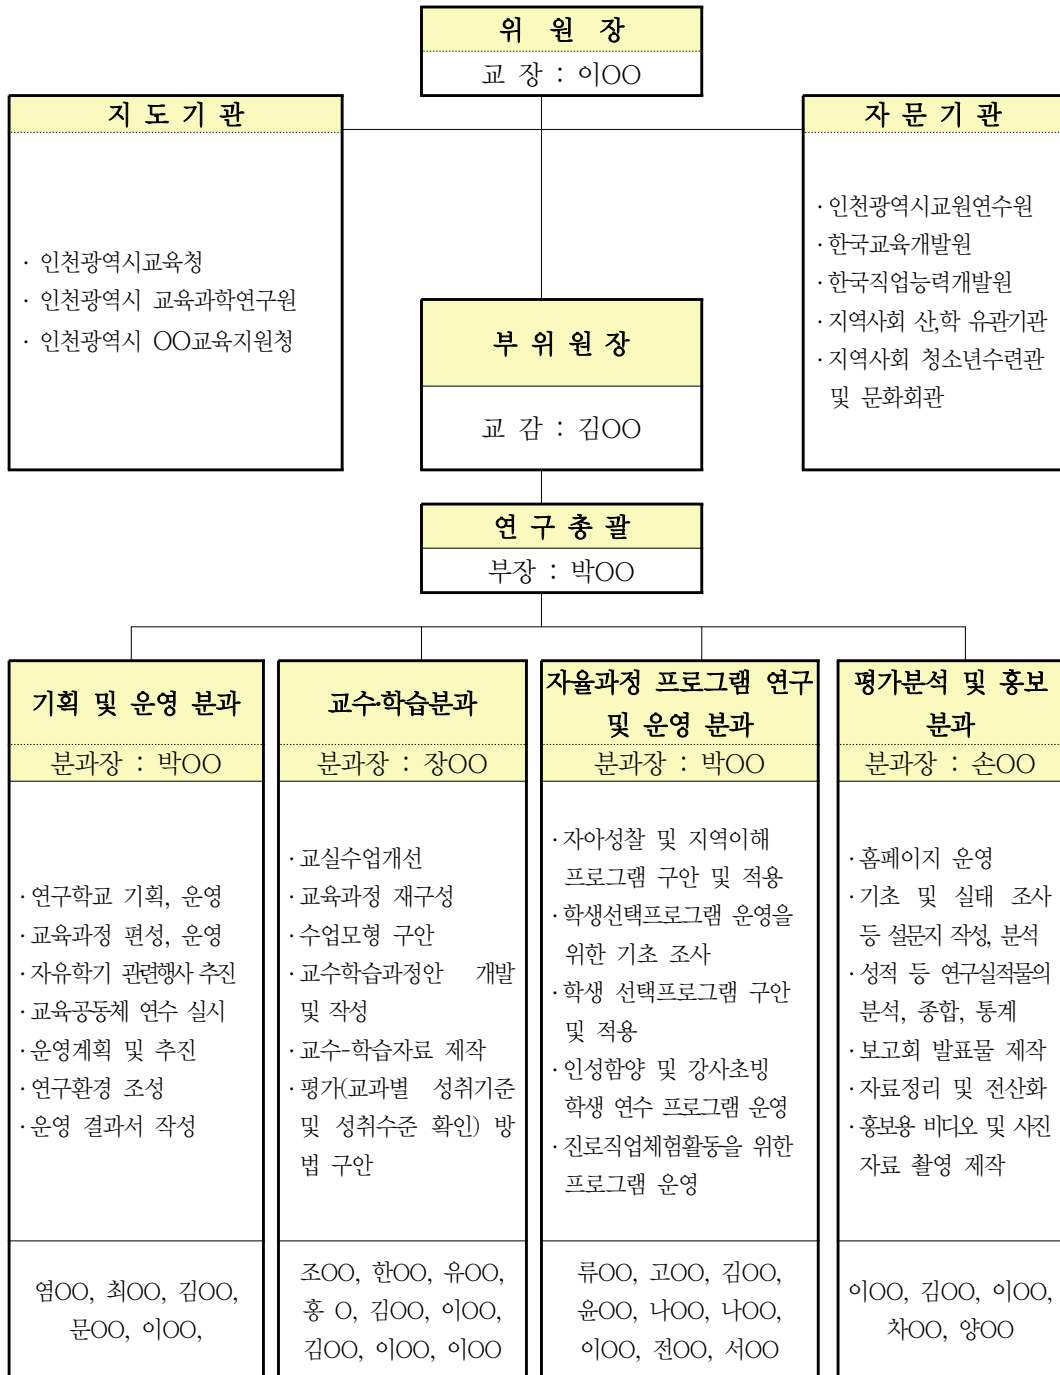 위 원 장
교 장 : 이OO
지 도 기 관
· 인천광역시교육청
· 인천광역시 교육과학연구원
· 인천광역시 OO교육지원청
자 문 기 관
· 인천광역시교원연수원
· 한국교육개발원
· 한국직업능력개발원
· 지역사회 산,학 유관기관
· 지역사회 청소년수련관
및 문화회관
부 위 원 장
교 감 : 김OO
연 구 총 괄
부장 : 박OO
기획 및 운영 분과
분과장 : 박OO
· 연구학교 기획, 운영
· 교육과정 편성, 운영
· 자유학기 관련행사 추진
· 교육공동체 연수 실시
· 운영계획 및 추진
· 연구환경 조성
· 운영 결과서 작성
염OO, 최OO, 김OO,
문OO, 이OO,
교수·학습분과
분과장 : 장OO
· 교실수업개선
· 교육과정 재구성
· 수업모형 구안
· 교수학습과정안 개발
및 작성
· 교수-학습자료 제작
· 평가(교과별 성취기준
및 성취수준 확인) 방
법 구안
조OO, 한OO, 유OO,
홍 O, 김OO, 이OO,
김OO, 이OO, 이OO
자율과정 프로그램 연구
및 운영 분과
분과장 : 박OO
· 자아성찰 및 지역이해
프로그램 구안 및 적용
· 학생선택프로그램 운영을
위한 기초 조사
· 학생 선택프로그램 구안
및 적용
· 인성함양 및 강사초빙
학생 연수 프로그램 운영
· 진로직업체험활동을 위한
프로그램 운영
류OO, 고OO, 김OO,
윤OO, 나OO, 나OO,
이OO, 전OO, 서OO
평가분석 및 홍보
분과
분과장 : 손OO
· 홈페이지 운영
· 기초 및 실태 조사
등 설문지 작성, 분석
· 성적 등 연구실적물의
분석, 종합, 통계
· 보고회 발표물 제작
· 자료정리 및 전산화
· 홍보용 비디오 및 사진
자료 촬영 제작
이OO, 김OO, 이OO,
차OO, 양OO